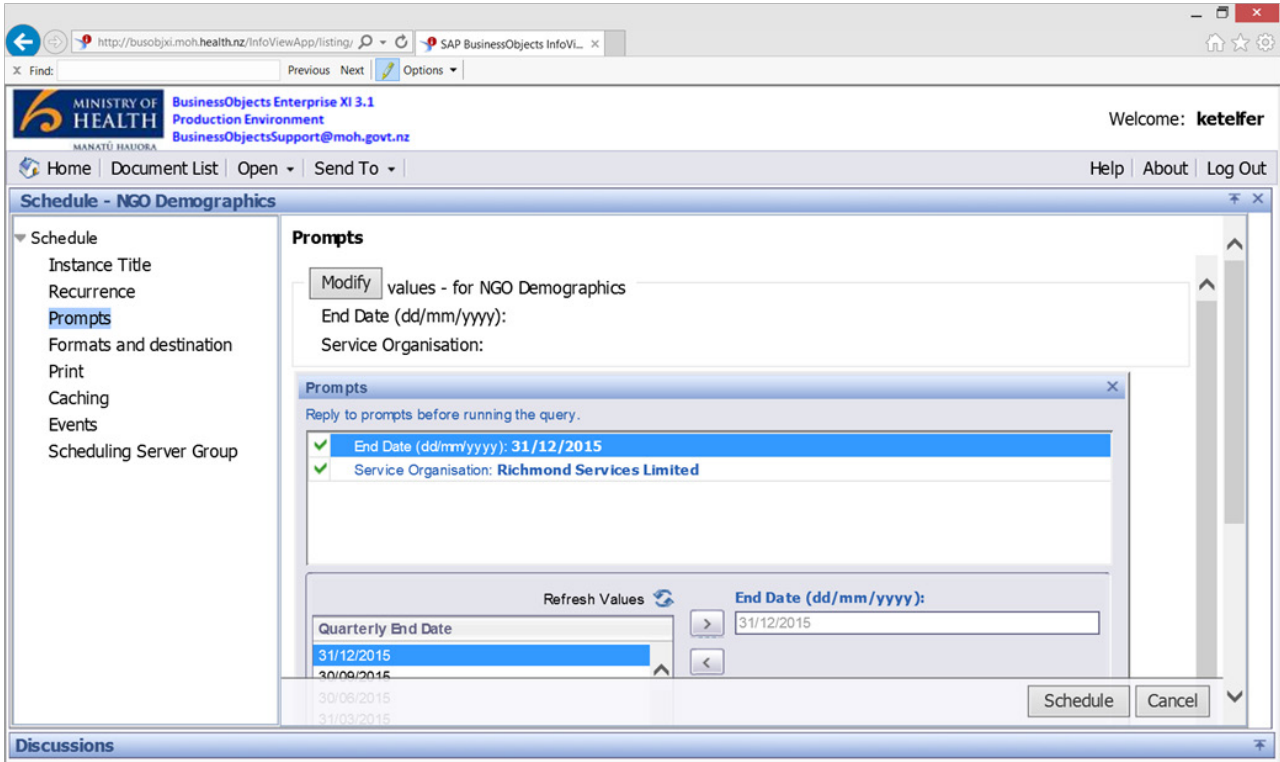 http://busobjxi.moh.health.nz/InfoViewApp/listing/
SAP BusinessObjects InfoVi...
x Find: Previous Next Options
MINISTRY OF
HEALTH
MANATŪ HAUORA
BusinessObjects Enterprise XI 3.1
Production Environment
BusinessObjectsSupport@moh.govt.nz
Welcome: ketelfer
Home Document List Open Send To Help About Log Out
Schedule - NGO Demographics
Schedule
Instance Title
Recurrence
Prompts
Formats and destination
Print
Caching
Events
Scheduling Server Group
Prompts
Modify values - for NGO Demographics
End Date (dd/mm/yyyy):
Service Organisation:
Prompts
Reply to prompts before running the query.
End Date (dd/mm/yyyy): 31/12/2015
Service Organisation: Richmond Services Limited
Refresh Values
Quarterly End Date
31/12/2015
30/09/2015
30/06/2015
31/03/2015
>
<
End Date (dd/mm/yyyy):
31/12/2015
Schedule Cancel
Discussions